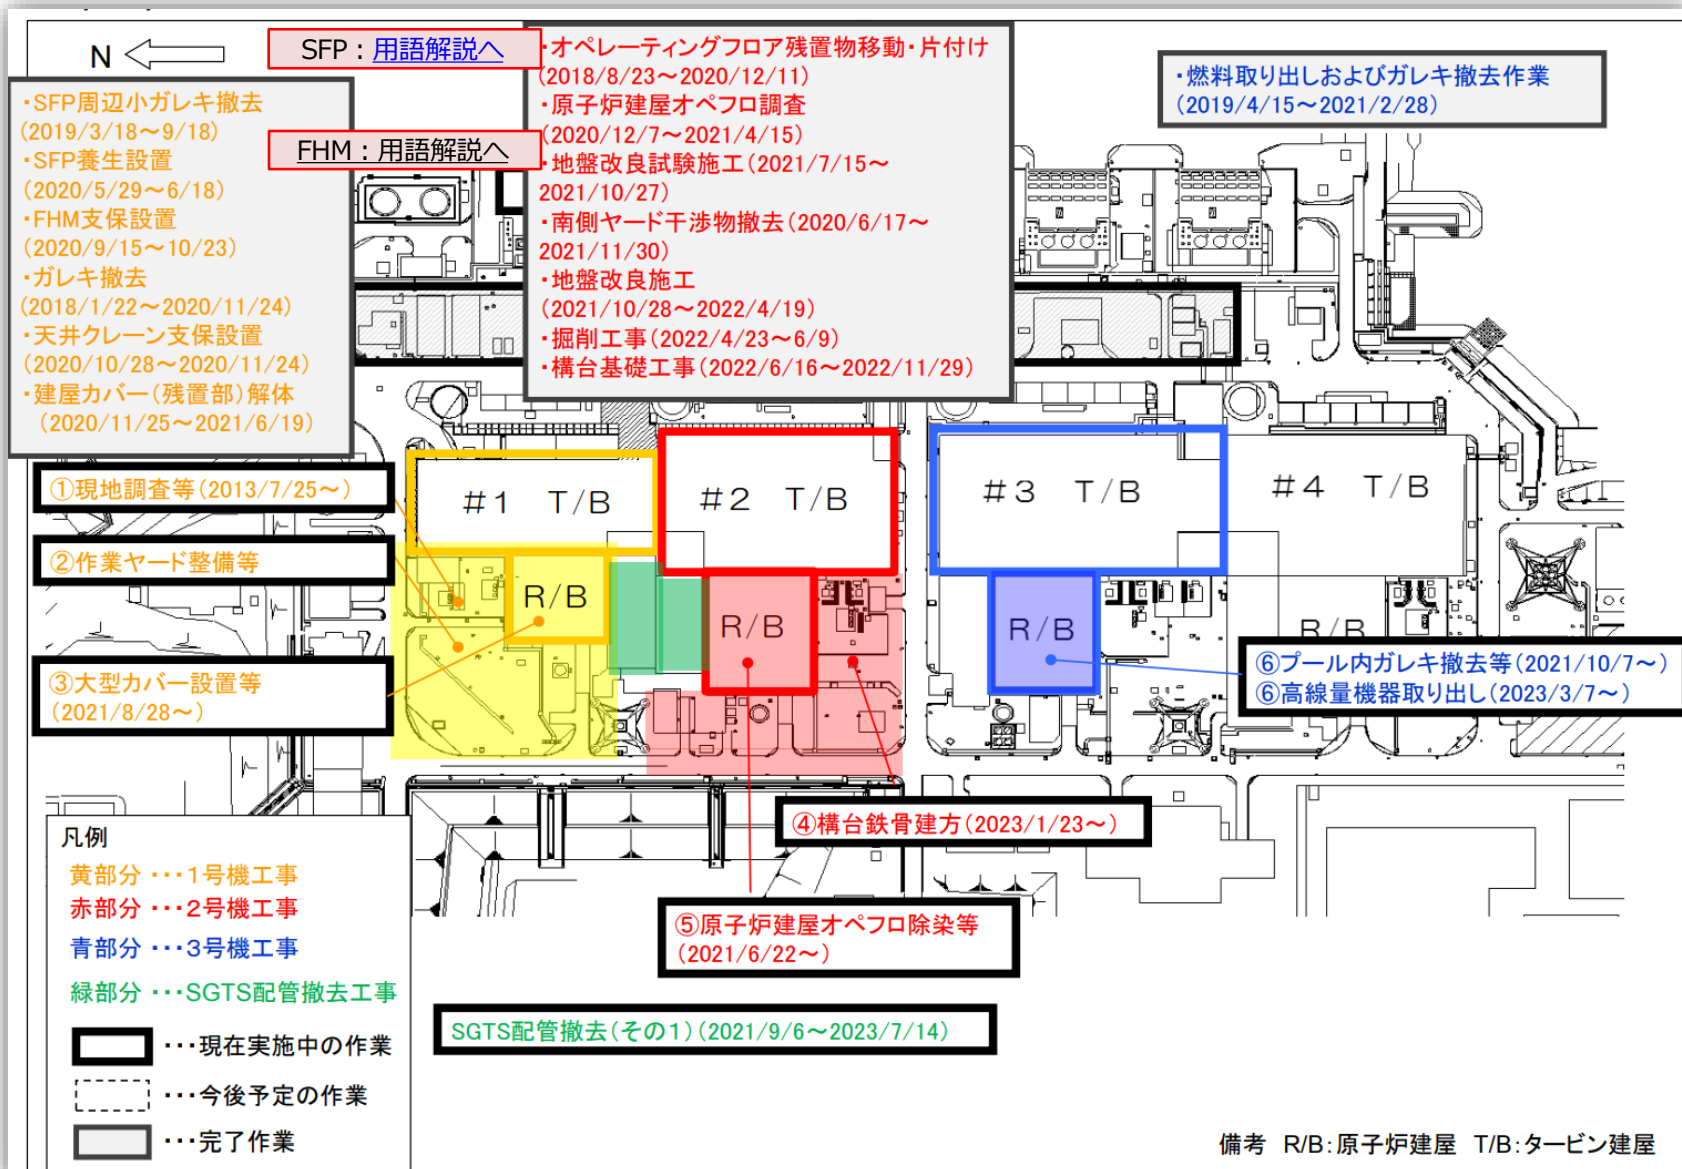 N
SFP：用語解説へ
FHM：用語解説へ
・SFP周辺小ガレキ撤去
(2019/3/18～9/18)
・SFP養生設置
(2020/5/29～6/18)
・FHM支保設置
(2020/9/15～10/23)
・ガレキ撤去
(2018/1/22～2020/11/24)
・天井クレーン支保設置
(2020/10/28～2020/11/24)
・建屋カバー(残置部)解体
(2020/11/25～2021/6/19)
・オペレーティングフロア残置物移動・片付け
(2018/8/23～2020/12/11)
・原子炉建屋オペフロ調査
(2020/12/7～2021/4/15)
・地盤改良試験施工(2021/7/15～
2021/10/27)
・南側ヤード干渉物撤去(2020/6/17～
2021/11/30)
・地盤改良施工
(2021/10/28～2022/4/19)
・掘削工事(2022/4/23～6/9)
・構台基礎工事(2022/6/16～2022/11/29)
・燃料取り出しおよびガレキ撤去作業
(2019/4/15～2021/2/28)
①現地調査等(2013/7/25～)
②作業ヤード整備等
③大型カバー設置等
(2021/8/28～)
#1 T/B
#2 T/B
#3 T/B
#4 T/B
R/B
R/B
R/B
R/B
⑥プール内ガレキ撤去等(2021/10/7～)
⑥高線量機器取り出し(2023/3/7～)
④構台鉄骨建方(2023/1/23～)
⑤原子炉建屋オペフロ除染等
(2021/6/22～)
SGTS配管撤去(その1)(2021/9/6～2023/7/14)
凡例
黄部分 ･･･1号機工事
赤部分 ･･･2号機工事
青部分 ･･･3号機工事
緑部分 ･･･SGTS配管撤去工事
･･･現在実施中の作業
･･･今後予定の作業
･･･完了作業
備考 R/B:原子炉建屋 T/B:タービン建屋